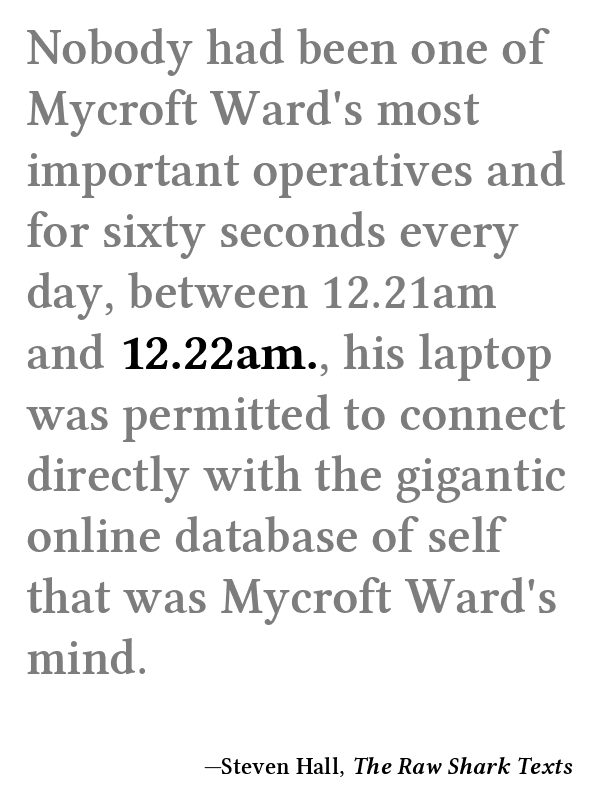 Nobody had been one of
Mycroft Ward's most
important operatives and
for sixty seconds every
day, between 12.21am
and 12.22am., his laptop
was permitted to connect
directly with the gigantic
online database of self
that was Mycroft Ward's
mind.
—Steven Hall, The Raw Shark Texts